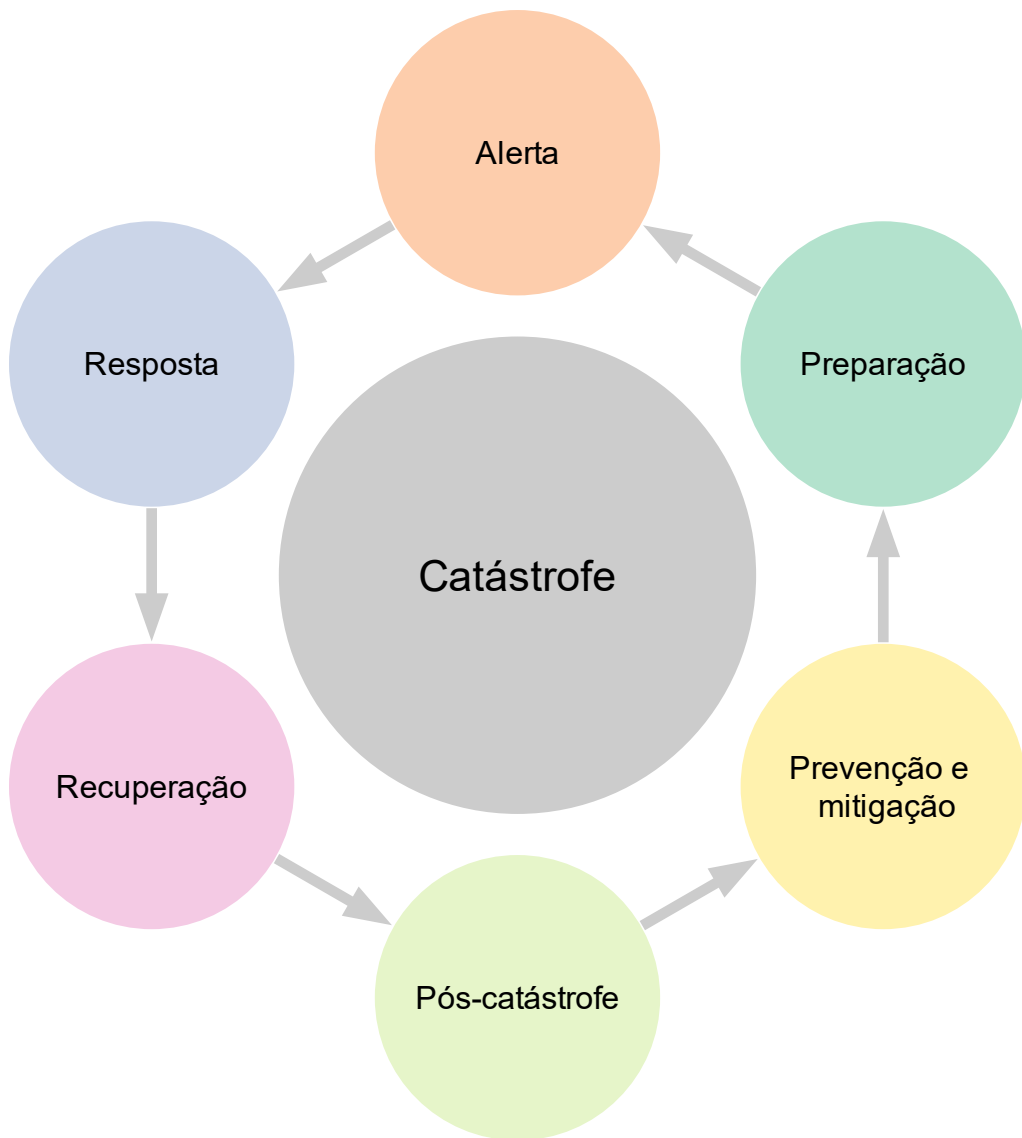 Alerta
Resposta
Preparação
Catástrofe
Recuperação
Prevenção e
mitigação
Pós-catástrofe